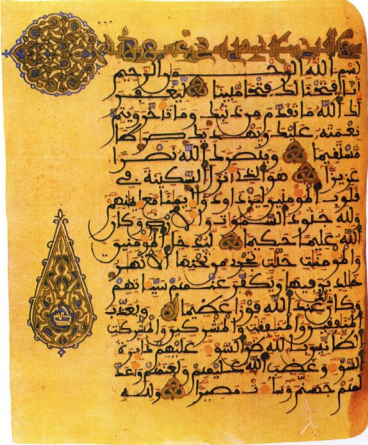 بسم الله الرحمن الرحيم
انا فتحنا لك فتحا مبينا ليغفر
لك الله ما تقدم من ذنبك وما تاخر ويتم
نعمته عليك ويهديك صراطا
مستقيما وينصرك الله نصرا
عزيزا هو الذي انزل السكينة في
قلوب المومنين ليزدادوا ايمنا مع ايمنهم
ولله جنود السموات والارض وكان
الله عليما حكيما ليدخل المومنين
والمومنت جنت تجري من تحتها الانهر
خلدين فيها ويكفر عنهم سياتهم
وكان ذلك عند الله فوزا عظيما ويعذب
المنفقين والمنفقت والمشركين والمشركت
الظانين بالله ظن السوء عليهم دائرة
السوء وغضب الله عليهم ولعنهم واعد
لهم جهنم وساءت مصيرا ولله